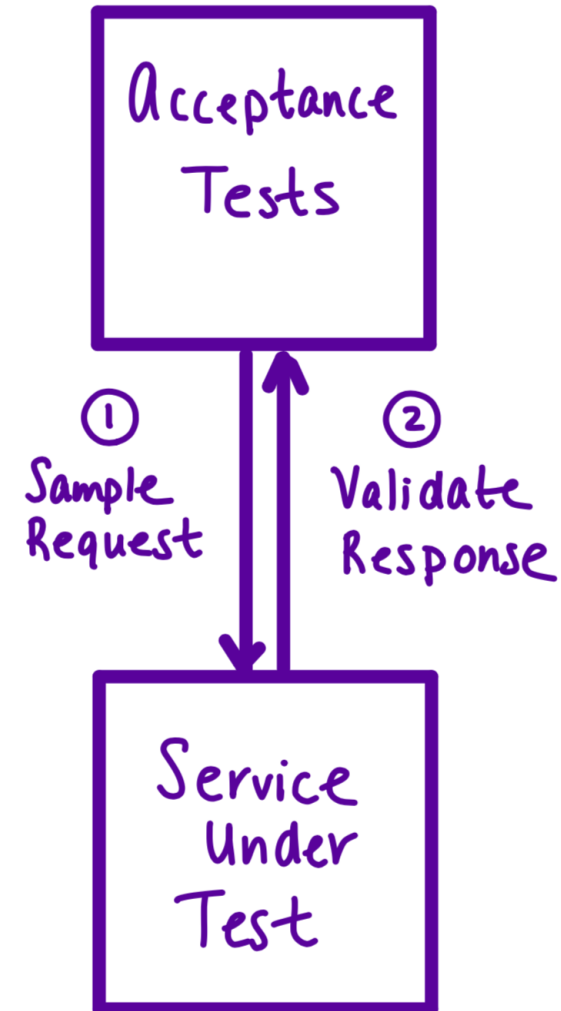 Acceptance
Tests
1
Sample
Request
2
Validate
Response
Service
Under
Test